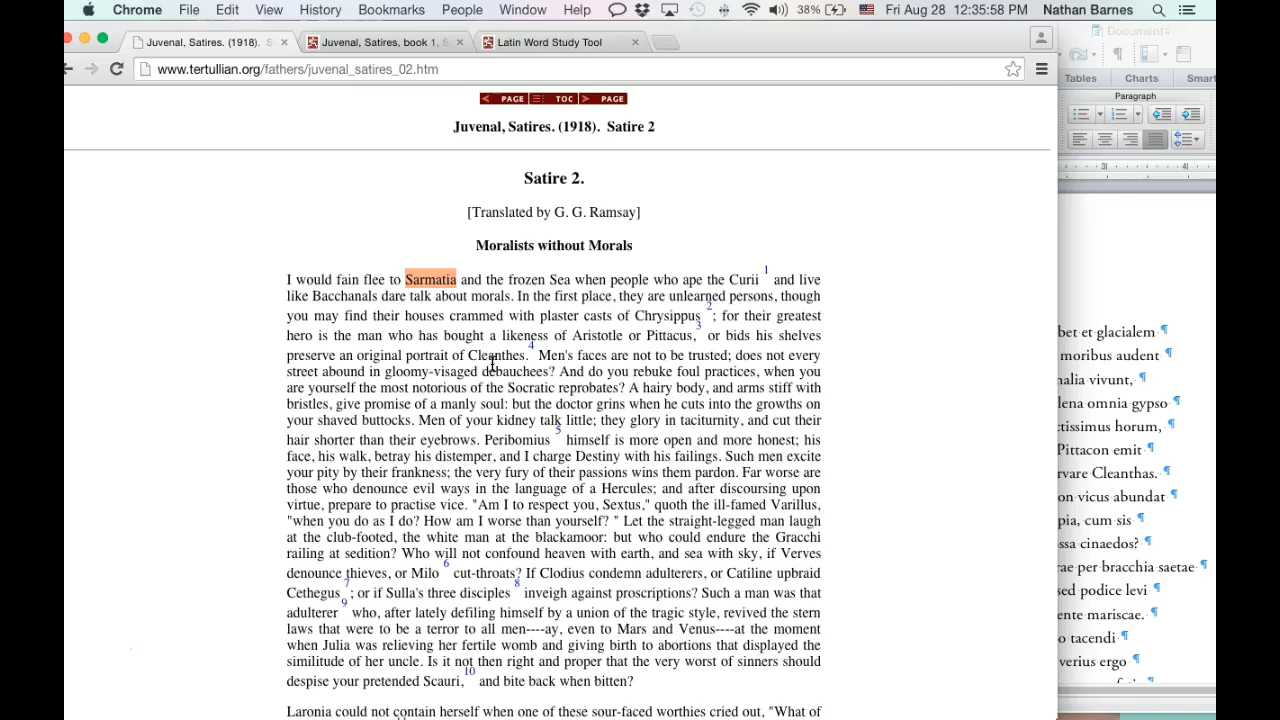 Chrome File Edit View History Bookmarks People Window Help 38% Fri Aug 28 12:35:58 PM Nathan Barnes
Juvenal, Satires. (1918). S
Juvenal, Satires, book 1, S
Latin Word Study Tool
Document4
www.tertullian.org/fathers/juvenal_satires_02.htm
Tables Charts Smar
Paragraph
PAGE TOC PAGE
Juvenal, Satires. (1918). Satire 2
3 4
Satire 2.
[Translated by G. G. Ramsay]
Moralists without Morals
I would fain flee to Sarmatia and the frozen Sea when people who ape the Curii 1 and live
like Bacchanals dare talk about morals. In the first place, they are unlearned persons, though
you may find their houses crammed with plaster casts of Chrysippus 2; for their greatest
hero is the man who has bought a likeness of Aristotle or Pittacus, 3 or bids his shelves
preserve an original portrait of Cleanthes. 4 Men's faces are not to be trusted; does not every
street abound in gloomy-visaged debauchees? And do you rebuke foul practices, when you
are yourself the most notorious of the Socratic reprobates? A hairy body, and arms stiff with
bristles, give promise of a manly soul: but the doctor grins when he cuts into the growths on
your shaved buttocks. Men of your kidney talk little; they glory in taciturnity, and cut their
hair shorter than their eyebrows. Peribomius 5 himself is more open and more honest; his
face, his walk, betray his distemper, and I charge Destiny with his failings. Such men excite
your pity by their frankness; the very fury of their passions wins them pardon. Far worse are
those who denounce evil ways in the language of a Hercules; and after discoursing upon
virtue, prepare to practise vice. "Am I to respect you, Sextus," quoth the ill-famed Varillus,
"when you do as I do? How am I worse than yourself? " Let the straight-legged man laugh
at the club-footed, the white man at the blackamoor: but who could endure the Gracchi
railing at sedition? Who will not confound heaven with earth, and sea with sky, if Verres
denounce thieves, or Milo 6 cut-throats? If Clodius condemn adulterers, or Catiline upbraid
Cethegus 7; or if Sulla's three disciples 8 inveigh against proscriptions? Such a man was that
adulterer 9 who, after lately defiling himself by a union of the tragic style, revived the stern
laws that were to be a terror to all men----ay, even to Mars and Venus----at the moment
when Julia was relieving her fertile womb and giving birth to abortions that displayed the
similitude of her uncle. Is it not then right and proper that the very worst of sinners should
despise your pretended Scauri, 10 and bite back when bitten?
Laronia could contain herself when one of these sour-faced worthies cried out, "What of
bet et glacialem ¶
moribus audent ¶
nalia vivunt, ¶
lena omnia gypso ¶
ctissimus horum, ¶
Pittacon emit ¶
rvare Cleanthas. ¶
on vicus abundat ¶
pia, cum sis ¶
ssa cinaedos? ¶
rae per bracchia saetae ¶
sed podice levi ¶
ente mariscae. ¶
o tacendi ¶
verius ergo ¶